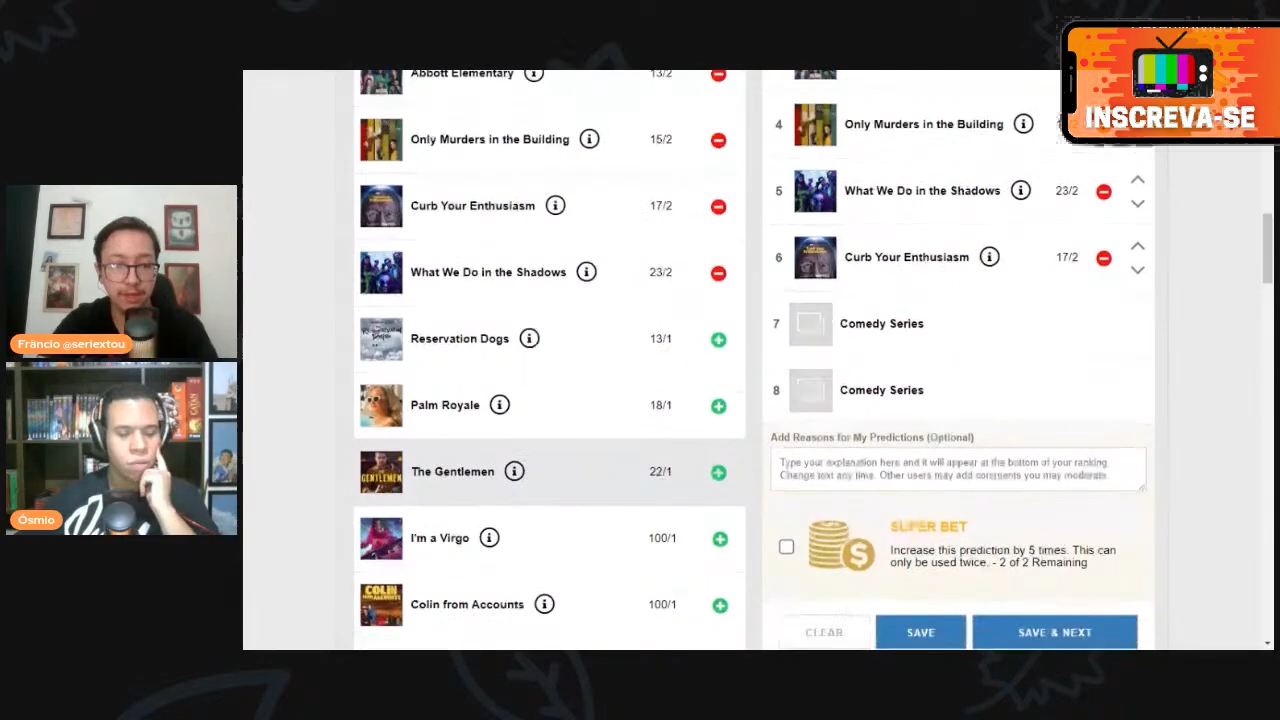 INSCREVA-SE
Frâncio @seriextou
Ósmio
Abbott Elementary 13/2
Only Murders in the Building 15/2
Curb Your Enthusiasm 17/2
What We Do in the Shadows 23/2
Reservation Dogs 13/1
Palm Royale 18/1
The Gentlemen 22/1
GENTLEMEN
I'm a Virgo 100/1
Colin from Accounts 100/1
COLIN
4 Only Murders in the Building
5 What We Do in the Shadows 23/2
6 Curb Your Enthusiasm 17/2
7 Comedy Series
8 Comedy Series
Add Reasons for My Predictions (Optional)
Type your explanation here and it will appear at the bottom of your ranking.
Change text any time. Other users may add comments you may moderate.
SUPER BET
Increase this prediction by 5 times. This can
only be used twice. - 2 of 2 Remaining
CLEAR SAVE SAVE & NEXT
CATAN